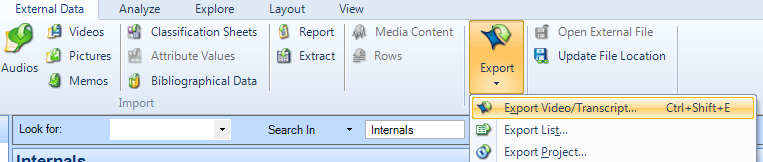 External Data Analyze Explore Layout View
Videos Classification Sheets Report Media Content Open External File
Audios Pictures Attribute Values Extract Rows Export Update File Location
Memos Bibliographical Data
Import
Export Video/Transcript... Ctrl+Shift+E
Look for: Search In Internals Export List...
Internals Export Project...